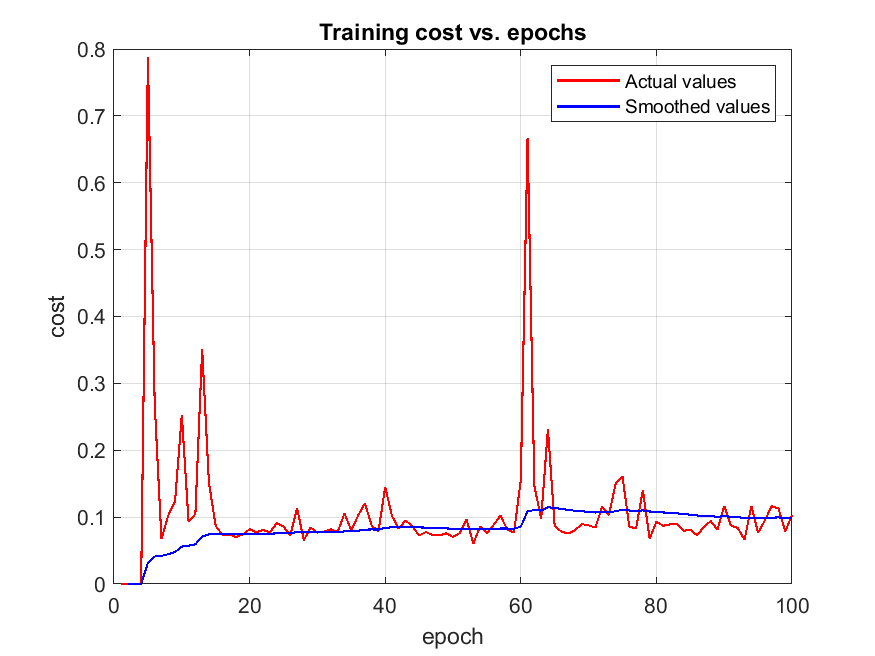 Training cost vs. epochs
Actual values
Smoothed values
cost
0.8
0.7
0.6
0.5
0.4
0.3
0.2
0.1
0
0 20 40 60 80 100
epoch